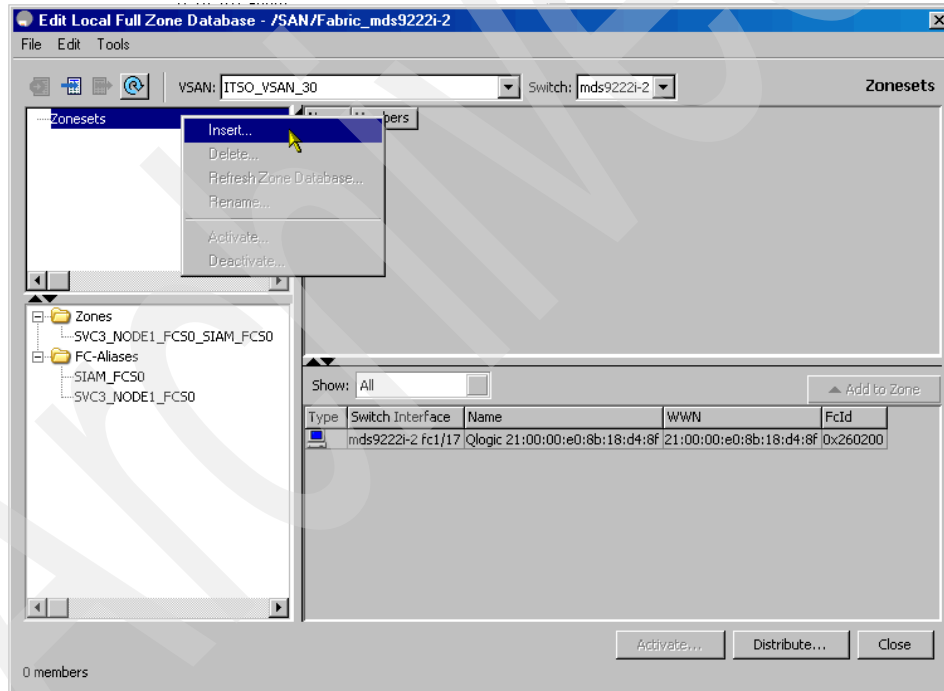 Edit Local Full Zone Database - /SAN/Fabric_mds9222i-2
File Edit Tools
VSAN: ITSO_VSAN_30 Switch: mds9222i-2 Zonesets
Zonesets
Insert...
Delete...
Refresh Zone Database...
Rename...
Activate...
Deactivate...
Zones
SVC3_NODE1_FCS0_SIAM_FCS0
FC-Aliases
SIAM_FCS0
SVC3_NODE1_FCS0
Show: All Add to Zone
Type Switch Interface Name WWN FcId
mds9222i-2 fc1/17 Qlogic 21:00:00:e0:8b:18:d4:8f 21:00:00:e0:8b:18:d4:8f 0x260200
Activate... Distribute... Close
0 members